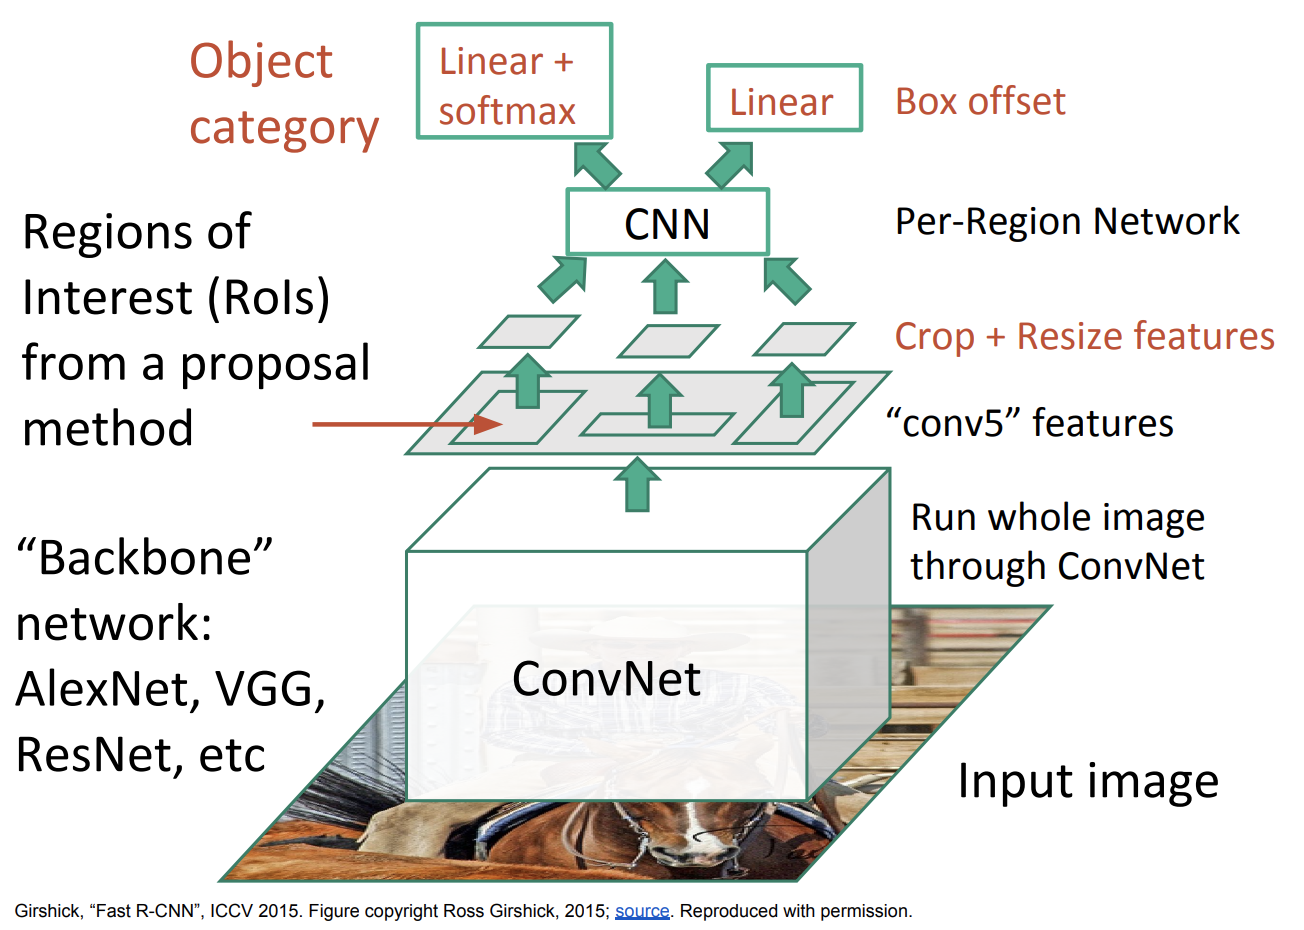 Object
category
Linear +
softmax
Linear
Box offset
CNN
Per-Region Network
Regions of
Interest (RoIs)
from a proposal
method
Crop + Resize features
“conv5” features
Run whole image
through ConvNet
“Backbone”
network:
AlexNet, VGG,
ResNet, etc
ConvNet
Input image
Girshick, “Fast R-CNN”, ICCV 2015. Figure copyright Ross Girshick, 2015; source. Reproduced with permission.